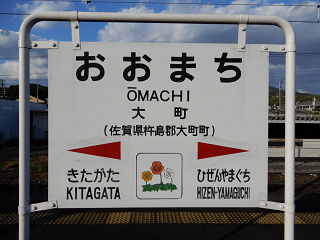 おおまち
ŌMACHI
大町
(佐賀県杵島郡大町町)
きたがた ひぜんやまぐち
KITAGATA HIZEN-YAMAGUCHI